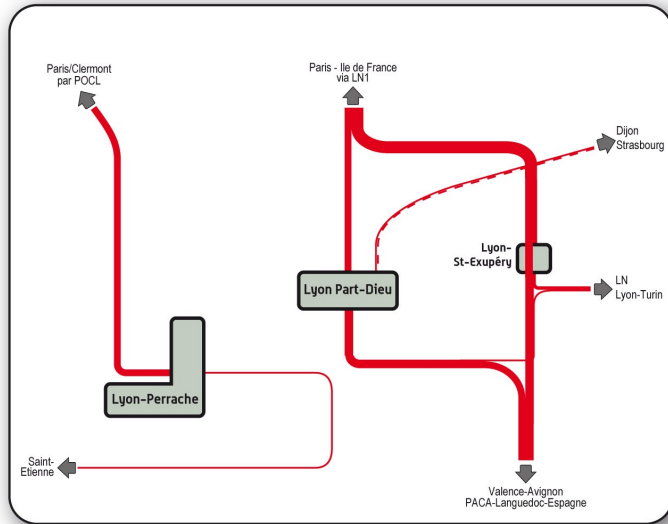 Paris/Clermont
par POCL
Paris - Ile de France
via LN1
Dijon
Strasbourg
Lyon-
St-Exupéry
Lyon Part-Dieu
LN
Lyon-Turin
Lyon-Perrache
Saint-
Etienne
Valence-Avignon
PACA-Languedoc-Espagne